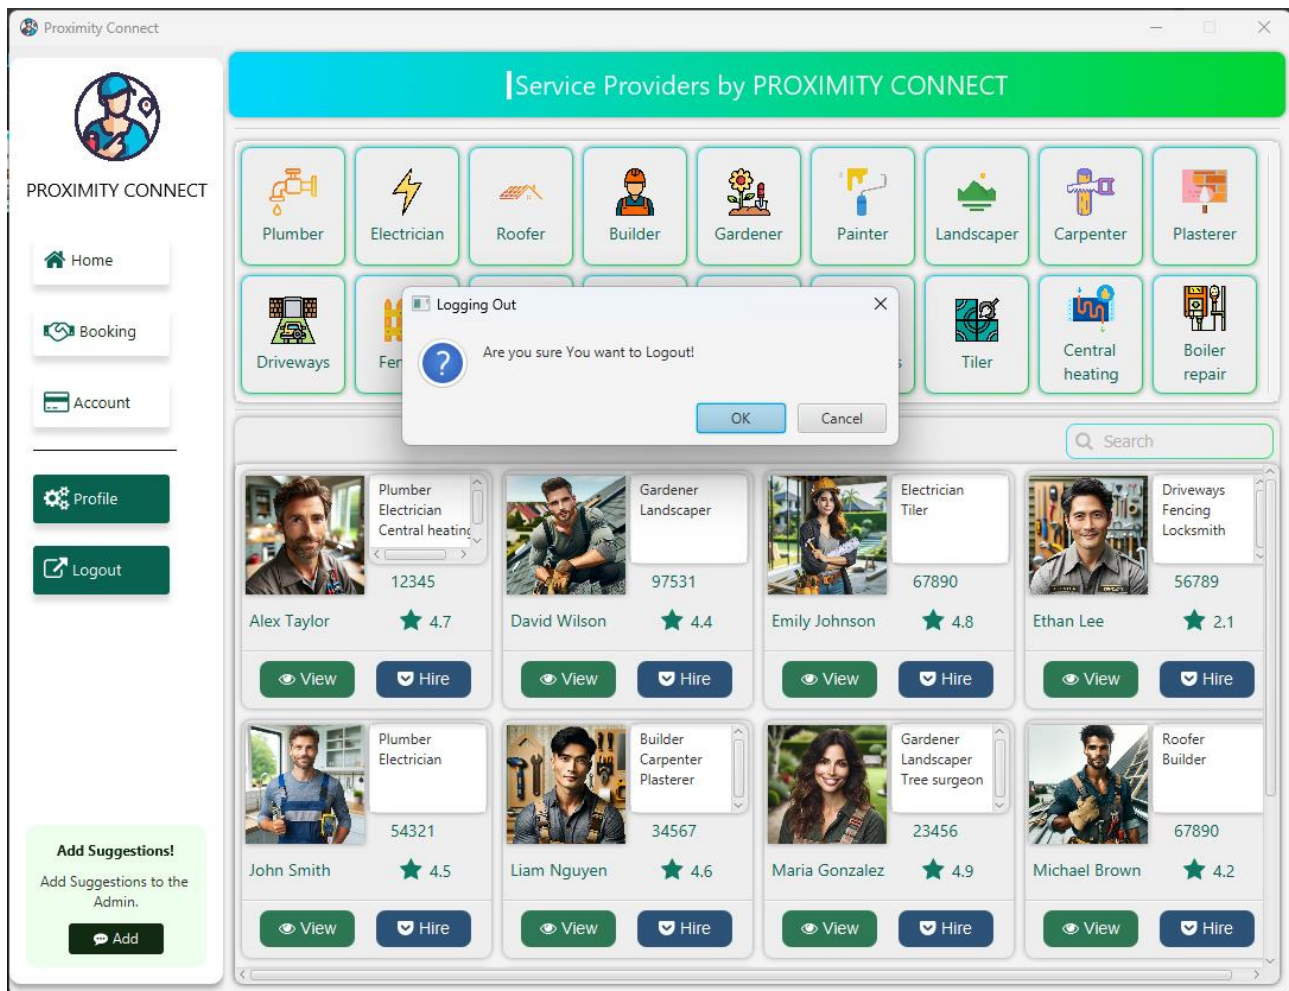 Proximity Connect
PROXIMITY CONNECT
Home
Booking
Account
Profile
Logout
Add Suggestions!
Add Suggestions to the
Admin.
Add
Service Providers by PROXIMITY CONNECT
Plumber
Electrician
Roofer
Builder
Gardener
Painter
Landscaper
Carpenter
Plasterer
Driveways
Tiler
Central
heating
Boiler
repair
Logging Out
Are you sure You want to Logout!
OK
Cancel
Search
Plumber
Electrician
Central heating
12345
Alex Taylor
4.7
View
Hire
Gardener
Landscaper
97531
David Wilson
4.4
View
Hire
Electrician
Tiler
67890
Emily Johnson
4.8
View
Hire
Driveways
Fencing
Locksmith
56789
Ethan Lee
2.1
View
Hire
Plumber
Electrician
54321
John Smith
4.5
View
Hire
Builder
Carpenter
Plasterer
34567
Liam Nguyen
4.6
View
Hire
Gardener
Landscaper
Tree surgeon
23456
Maria Gonzalez
4.9
View
Hire
Roofer
Builder
67890
Michael Brown
4.2
View
Hire